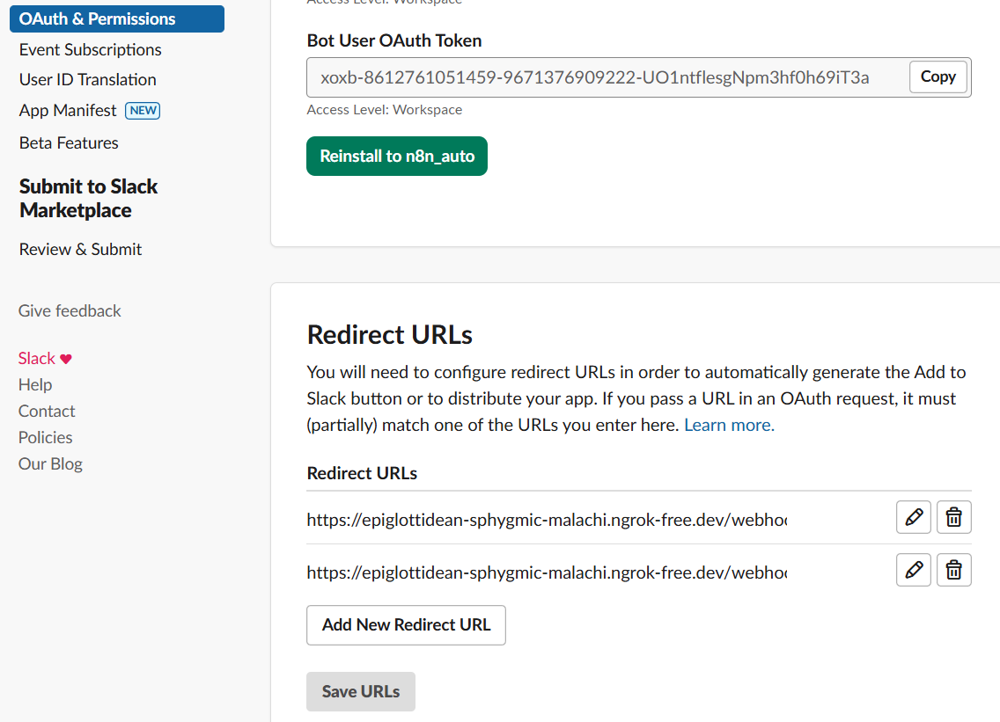 OAuth & Permissions
Event Subscriptions
User ID Translation
App Manifest NEW
Beta Features
Submit to Slack
Marketplace
Review & Submit
Give feedback
Slack
Help
Contact
Policies
Our Blog
Access Level: Workspace
Bot User OAuth Token
xoxb-8612761051459-9671376909222-UO1ntflesgNpm3hf0h69iT3a
Copy
Access Level: Workspace
Reinstall to n8n_auto
Redirect URLs
You will need to configure redirect URLs in order to automatically generate the Add to
Slack button or to distribute your app. If you pass a URL in an OAuth request, it must
(partially) match one of the URLs you enter here. Learn more.
Redirect URLs
https://epiglottidean-sphygmic-malachi.ngrok-free.dev/webhoo
https://epiglottidean-sphygmic-malachi.ngrok-free.dev/webhoo
Add New Redirect URL
Save URLs